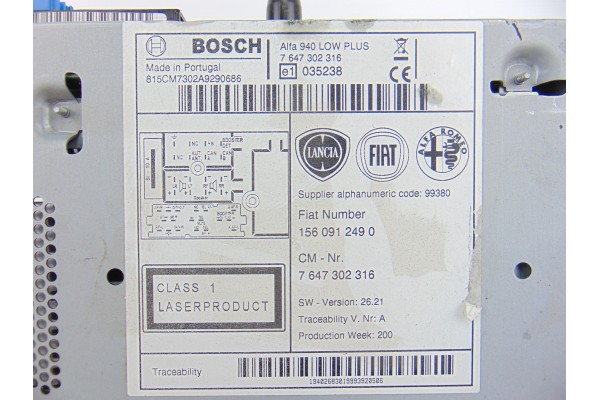 BOSCH
Alfa 940 LOW PLUS
Made in Portugal
7 647 302 316
815CM7302A9290686
e1 035238
CE
LANCIA
FIAT
ALFA ROMEO
Supplier alphanumeric code: 99380
Fiat Number
156 091 249 0
CM - Nr.
7 647 302 316
CLASS 1
LASERPRODUCT
SW - Version: 26.21
Traceability V. Nr: A
Production Week: 200
Traceability